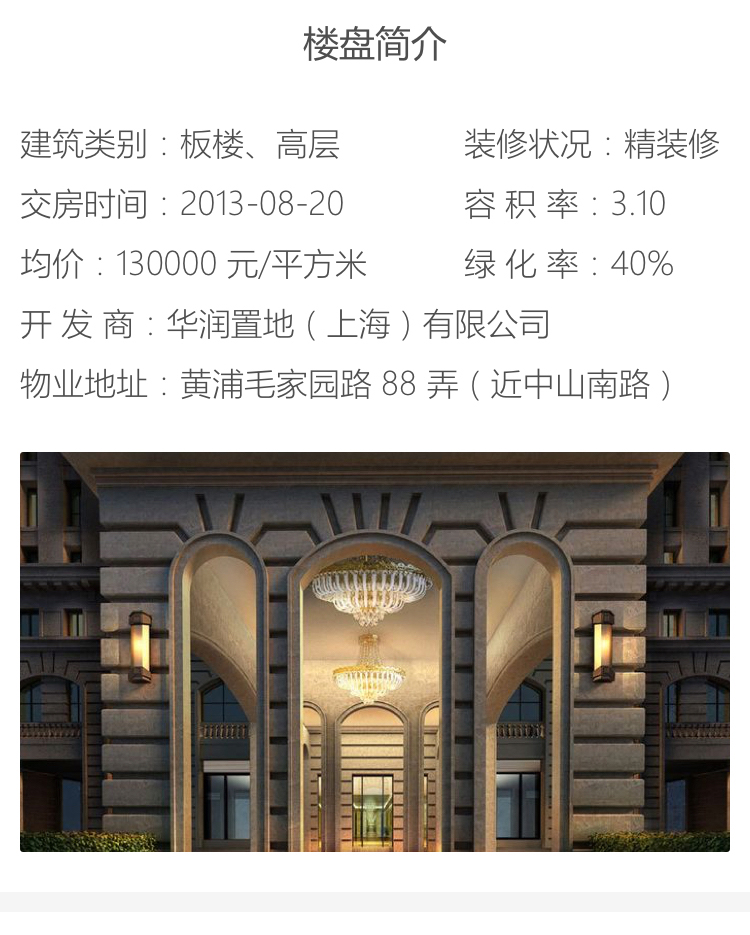 楼盘简介
建筑类别：板楼、高层 装修状况：精装修
交房时间：2013-08-20 容 积 率：3.10
均价：130000 元/平方米 绿 化 率：40%
开 发 商：华润置地（上海）有限公司
物业地址：黄浦毛家园路 88 弄（近中山南路）